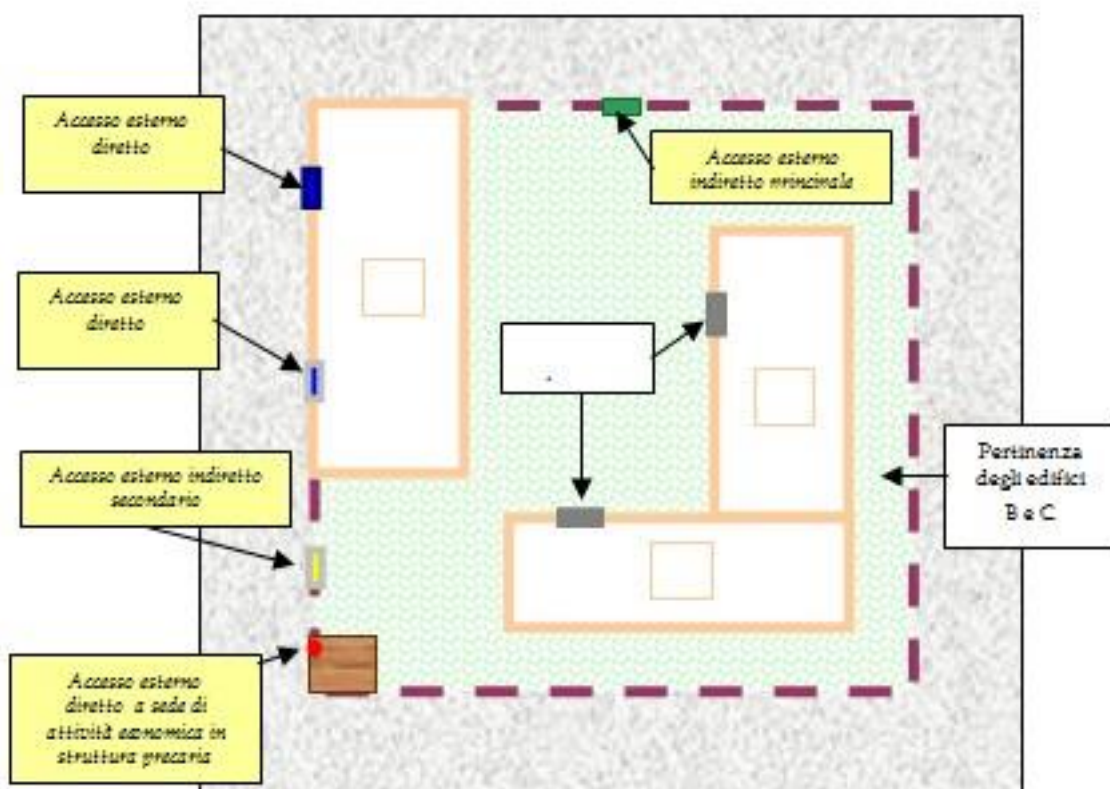 Accesso esterno
diretto
Accesso esterno
indiretto principale
Accesso esterno
diretto
Accesso esterno indiretto
secondario
Pertinenza
degli edifici
B e C
Accesso esterno
diretto a sede di
attività economica in
struttura precaria